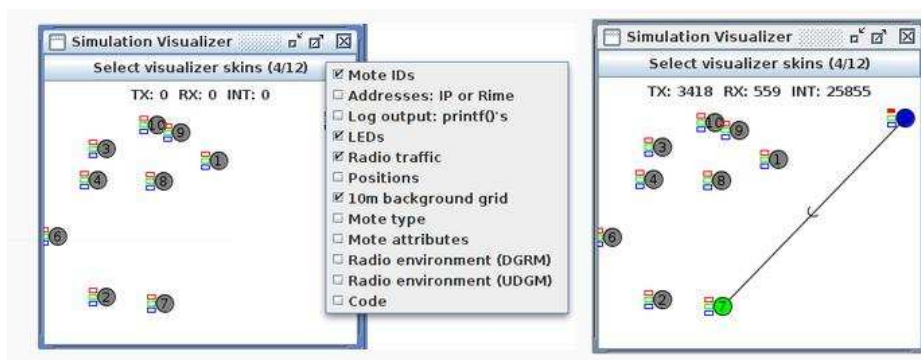 Simulation Visualizer
Select visualizer skins (4/12)
TX: 0 RX: 0 INT: 0
10
9
3
1
4
8
6
2
7
Mote IDs
Addresses: IP or Rime
Log output: printf()'s
LEDs
Radio traffic
Positions
10m background grid
Mote type
Mote attributes
Radio environment (DGRM)
Radio environment (UDGM)
Code
Simulation Visualizer
Select visualizer skins (4/12)
TX: 3418 RX: 559 INT: 25855
10
9
3
1
4
8
6
2
7